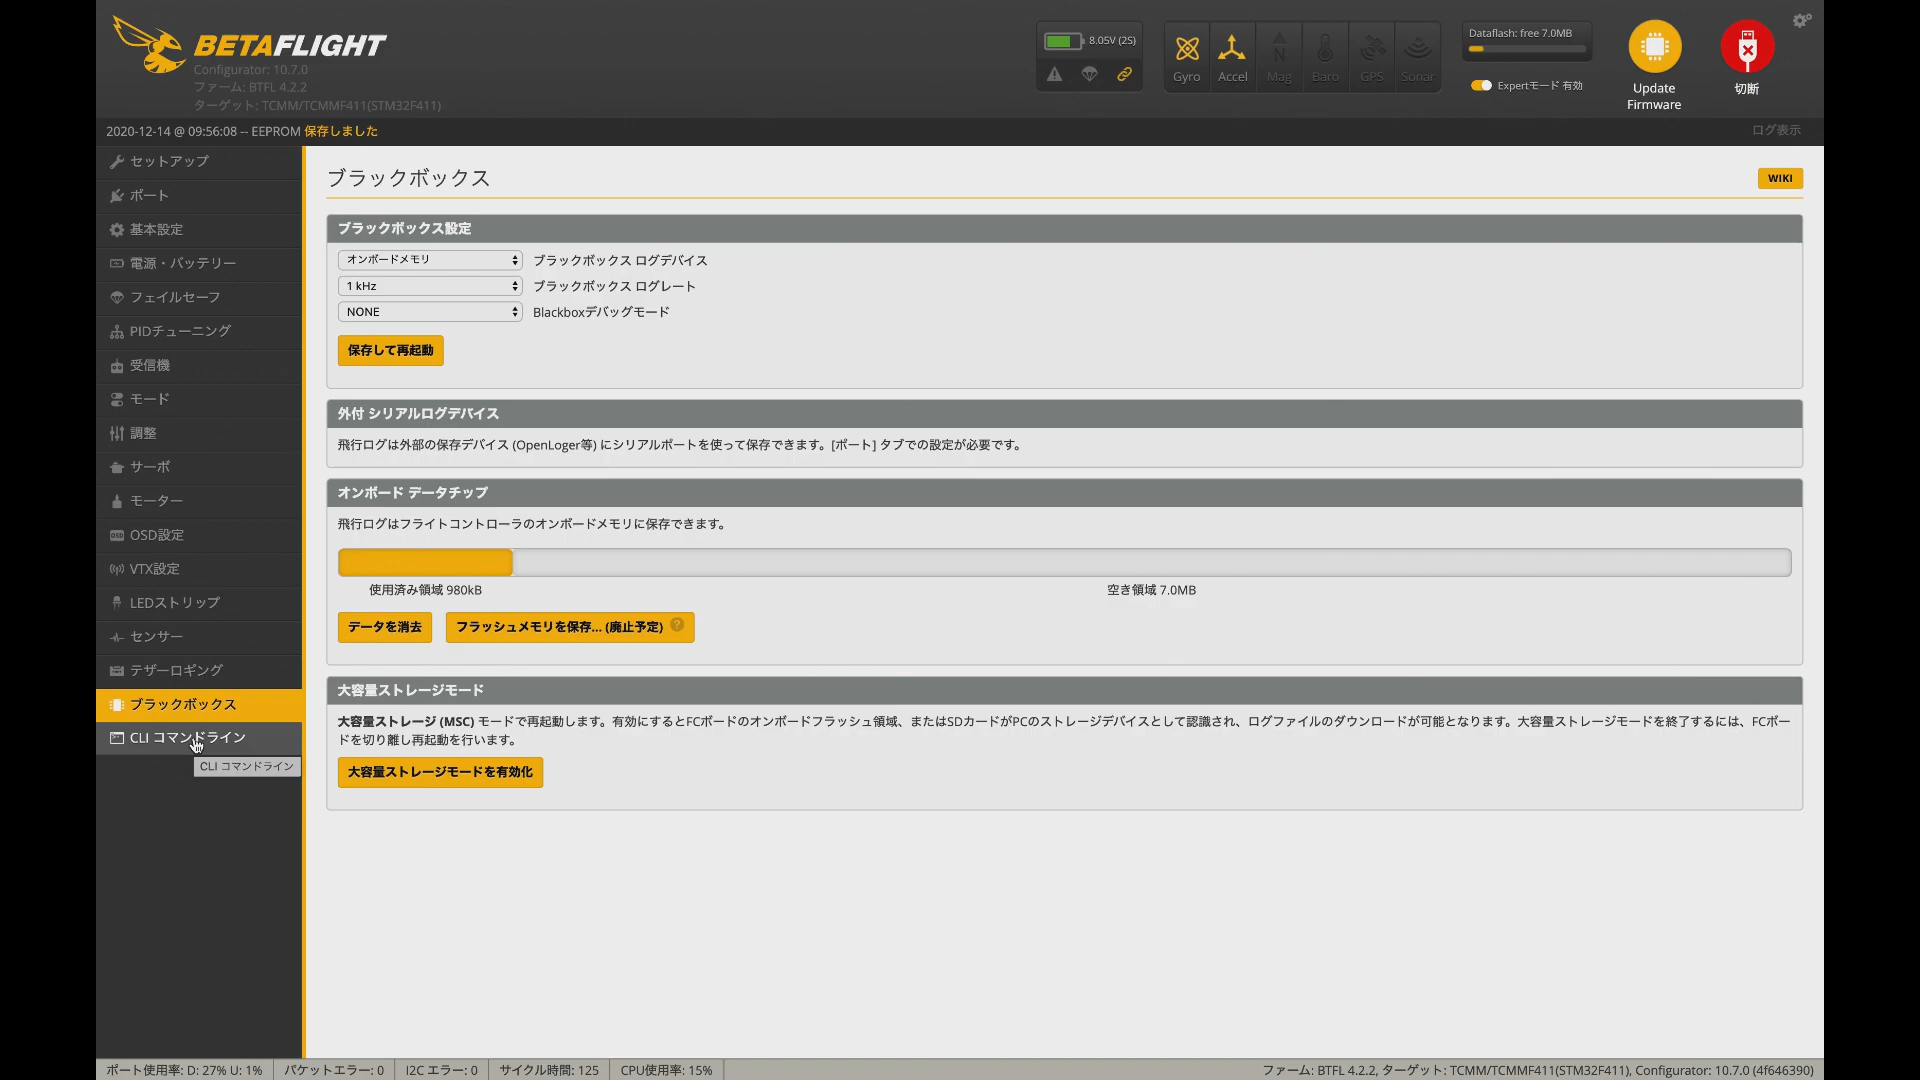 BETAFLIGHT
Configurator: 10.7.0
ファーム: BTFL 4.2.2
ターゲット: TCMM/TCMMF411(STM32F411)
8.05V (2S)
Gyro
Accel
Mag
Baro
GPS
Sonar
Dataflash: free 7.0MB
Expertモード 有効
Update
Firmware
切断
2020-12-14 @ 09:56:08 -- EEPROM 保存しました
ログ表示
セットアップ
ポート
基本設定
電源・バッテリー
フェイルセーフ
PIDチューニング
受信機
モード
調整
サーボ
モーター
OSD設定
VTX設定
LEDストリップ
センサー
テザーロギング
ブラックボックス
CLI コマンドライン
CLI コマンドライン
ブラックボックス
WIKI
ブラックボックス設定
オンボードメモリ ブラックボックス ログデバイス
1 kHz ブラックボックス ログレート
NONE Blackboxデバッグモード
保存して再起動
外付 シリアルログデバイス
飛行ログは外部の保存デバイス (OpenLoger等) にシリアルポートを使って保存できます。[ポート] タブでの設定が必要です。
オンボード データチップ
飛行ログはフライトコントローラのオンボードメモリに保存できます。
使用済み領域 980kB
空き領域 7.0MB
データを消去
フラッシュメモリを保存... (廃止予定) ?
大容量ストレージモード
大容量ストレージ (MSC) モードで再起動します。有効にするとFCボードのオンボードフラッシュ領域、またはSDカードがPCのストレージデバイスとして認識され、ログファイルのダウンロードが可能となります。大容量ストレージモードを終了するには、FCボー
ドを切り離し再起動を行います。
大容量ストレージモードを有効化
ポート使用率: D: 27% U: 1%
パケットエラー: 0
I2C エラー: 0
サイクル時間: 125
CPU使用率: 15%
ファーム: BTFL 4.2.2, ターゲット: TCMM/TCMMF411(STM32F411), Configurator: 10.7.0 (4f646390)